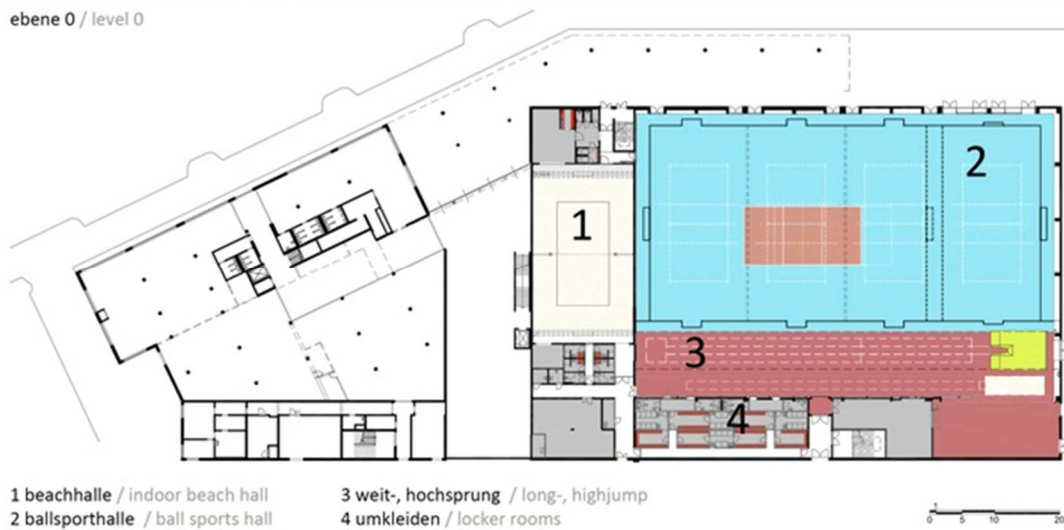 ebene 0 / level 0
1
2
3
4
1 beachhalle / indoor beach hall
2 ballsporthalle / ball sports hall
3 weit-, hochsprung / long-, highjump
4 umkleiden / locker rooms
0 5 10 20